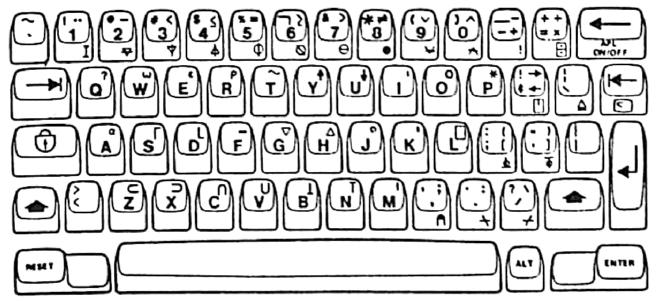 ~ ¨ ¯ < ≤ % = ¬ ≥ & > * ≠ ( ∨ ) ∧ — + ÷ ←
1 2 3 4 5 6 7 8 9 0 - + = ×
⌽ ⍉ ⊖ ! APL
ON/OFF
? ω ε ρ ~ ↑ ↓ ι ○ * →
→| Q W E R T Y U I O P ← \ |←
α ⌈ ⌊ _ ∇ ∆ ∘ ' ⎕
A S D F G H J K L
> ⊂ ⊃ ∩ ∪ ⊥ ⊤ |
< Z X C V B N M , ; . : ? \ /
RESET ALT ENTER